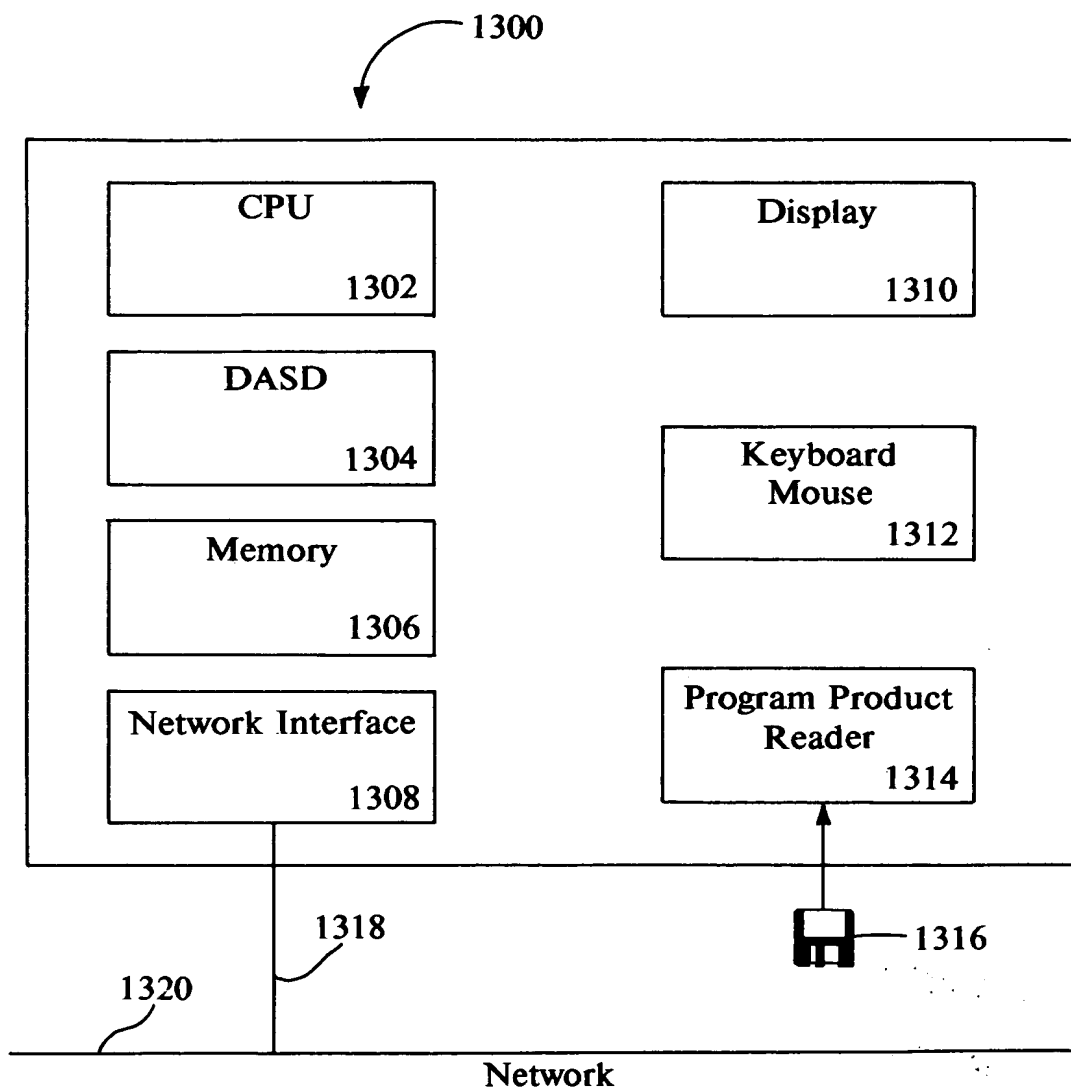 1300
CPU
1302
Display
1310
DASD
1304
Keyboard
Mouse
1312
Memory
1306
Network Interface
1308
Program Product
Reader
1314
1318
1316
1320
Network